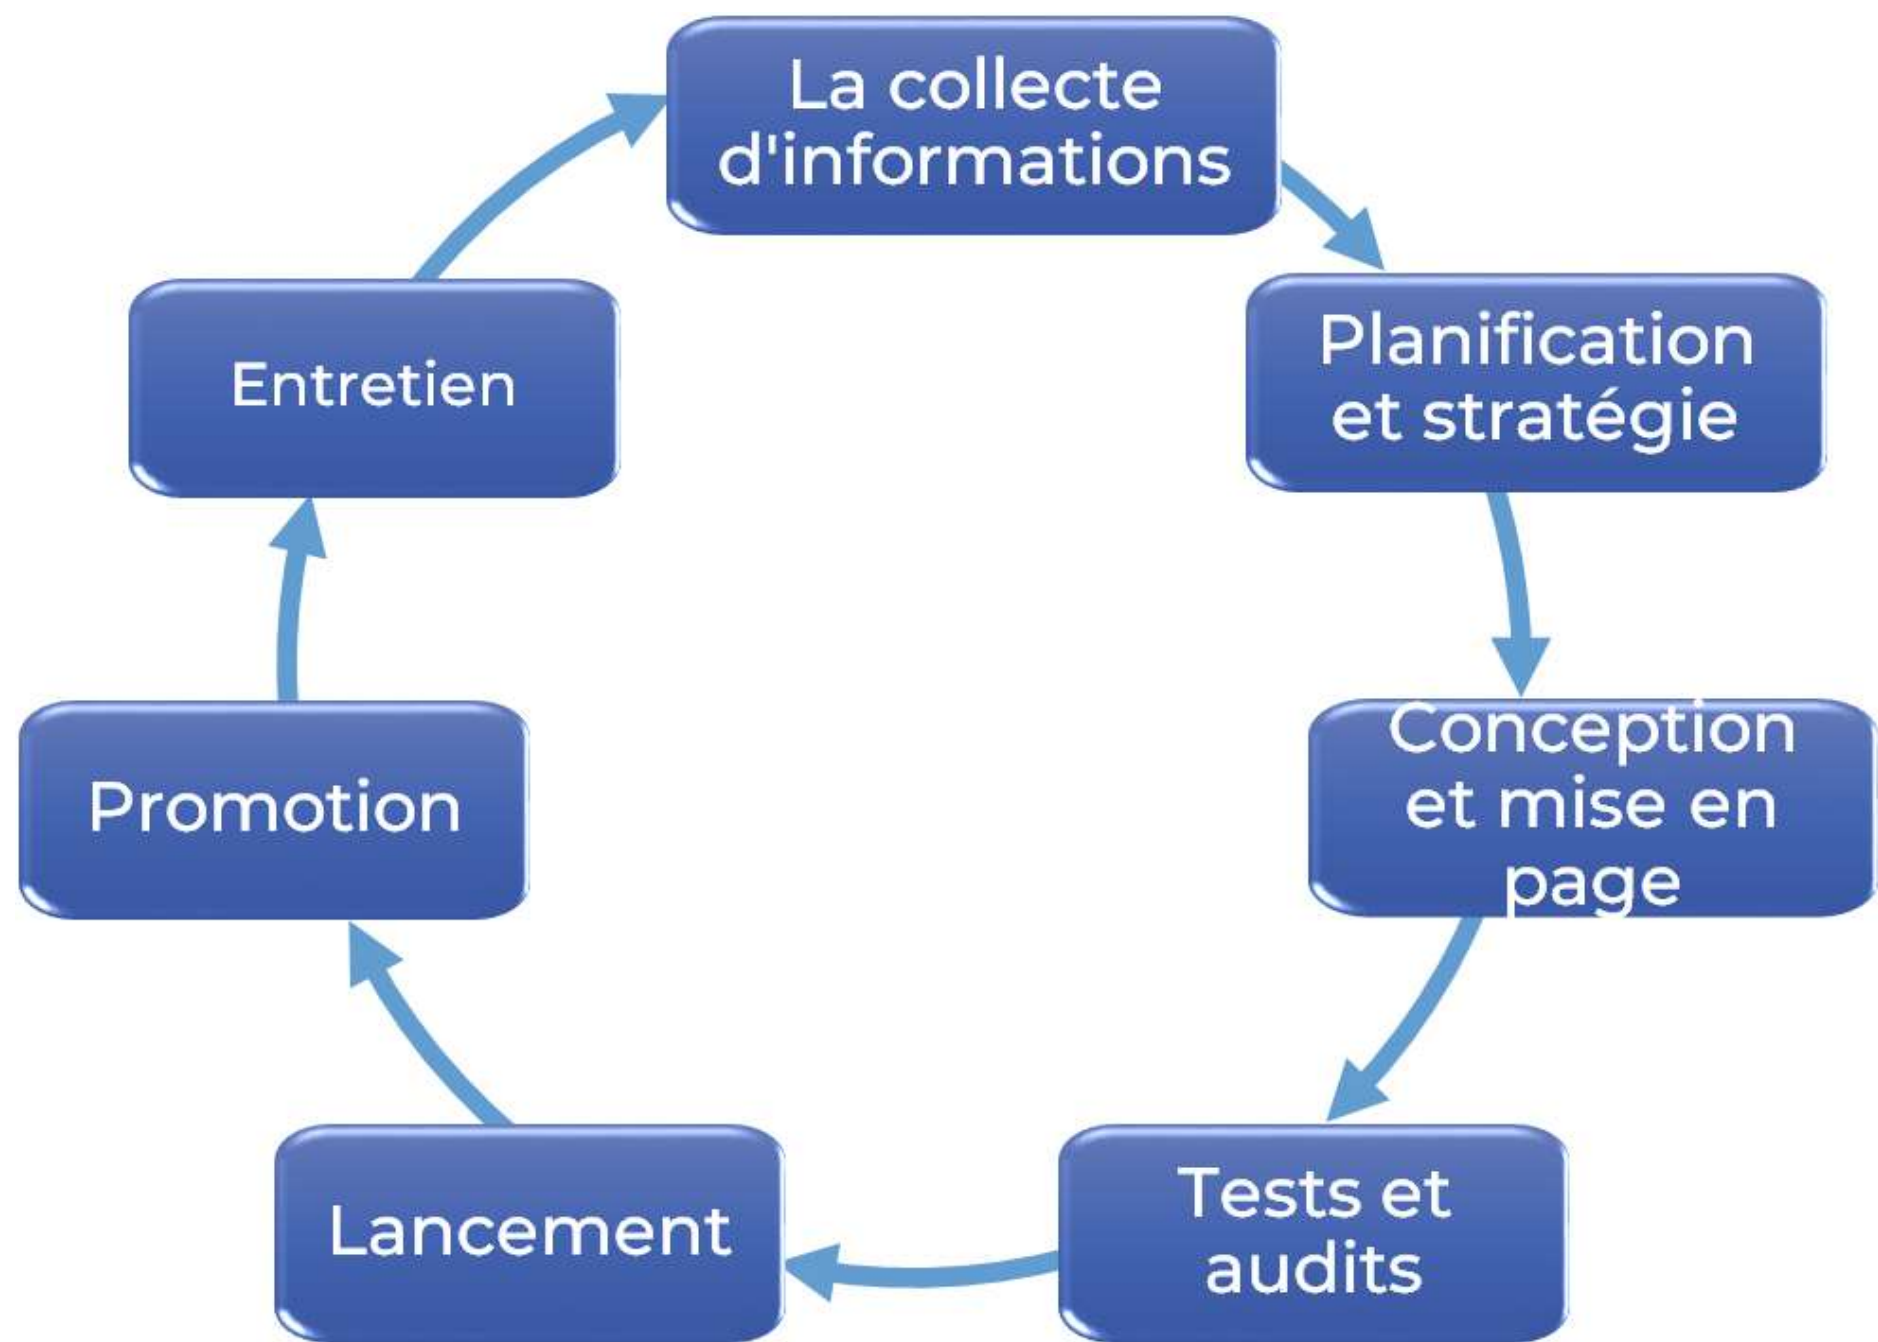 La collecte
d'informations
Planification
et stratégie
Conception
et mise en
page
Tests et
audits
Lancement
Promotion
Entretien